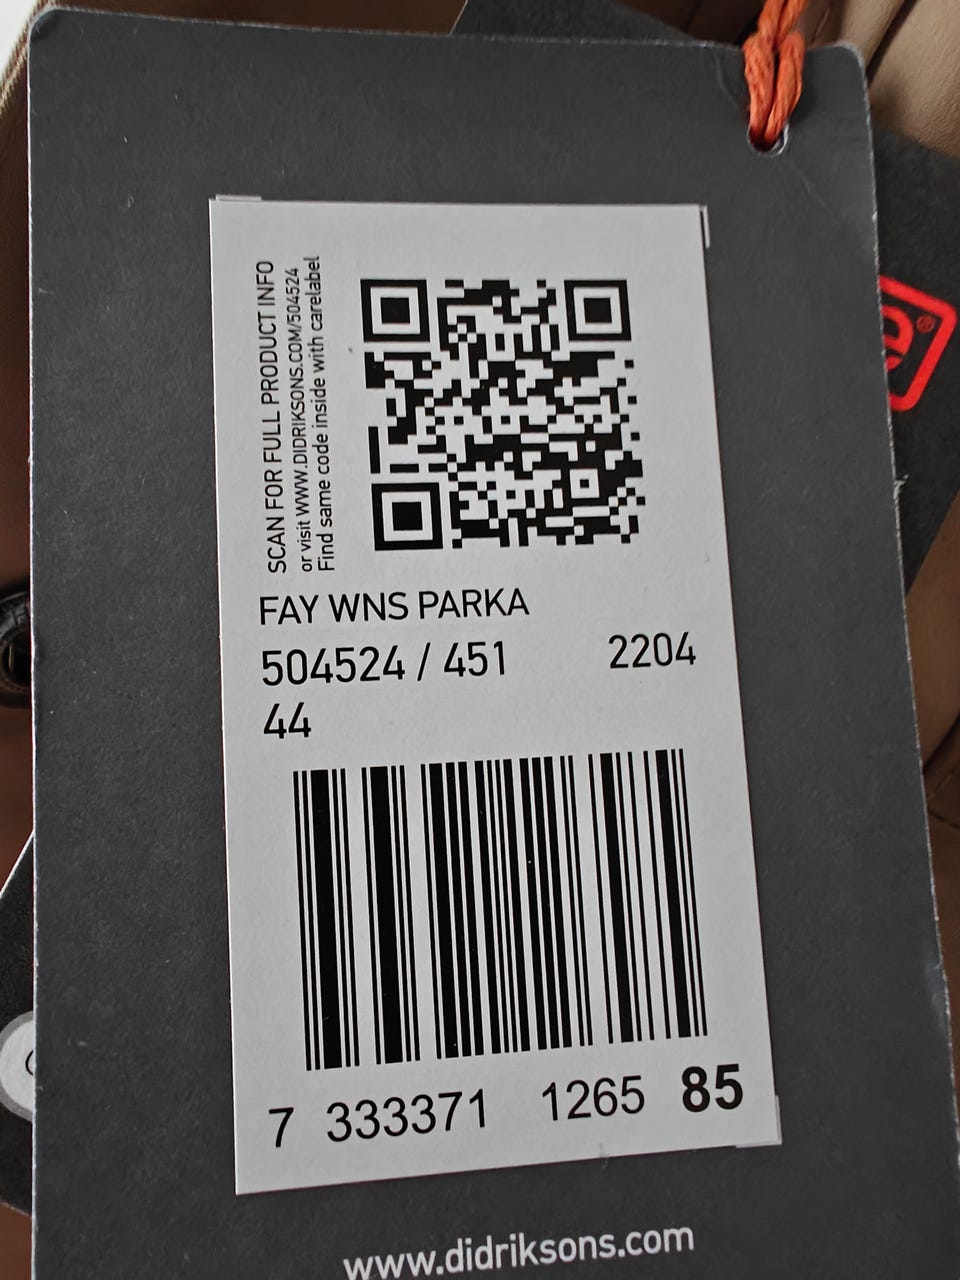 SCAN FOR FULL PRODUCT INFO
or visit WWW.DIDRIKSONS.COM/504524
Find same code inside with carelabel
FAY WNS PARKA
504524 / 451 2204
44
7 333371 1265 85
www.didriksons.com
e®